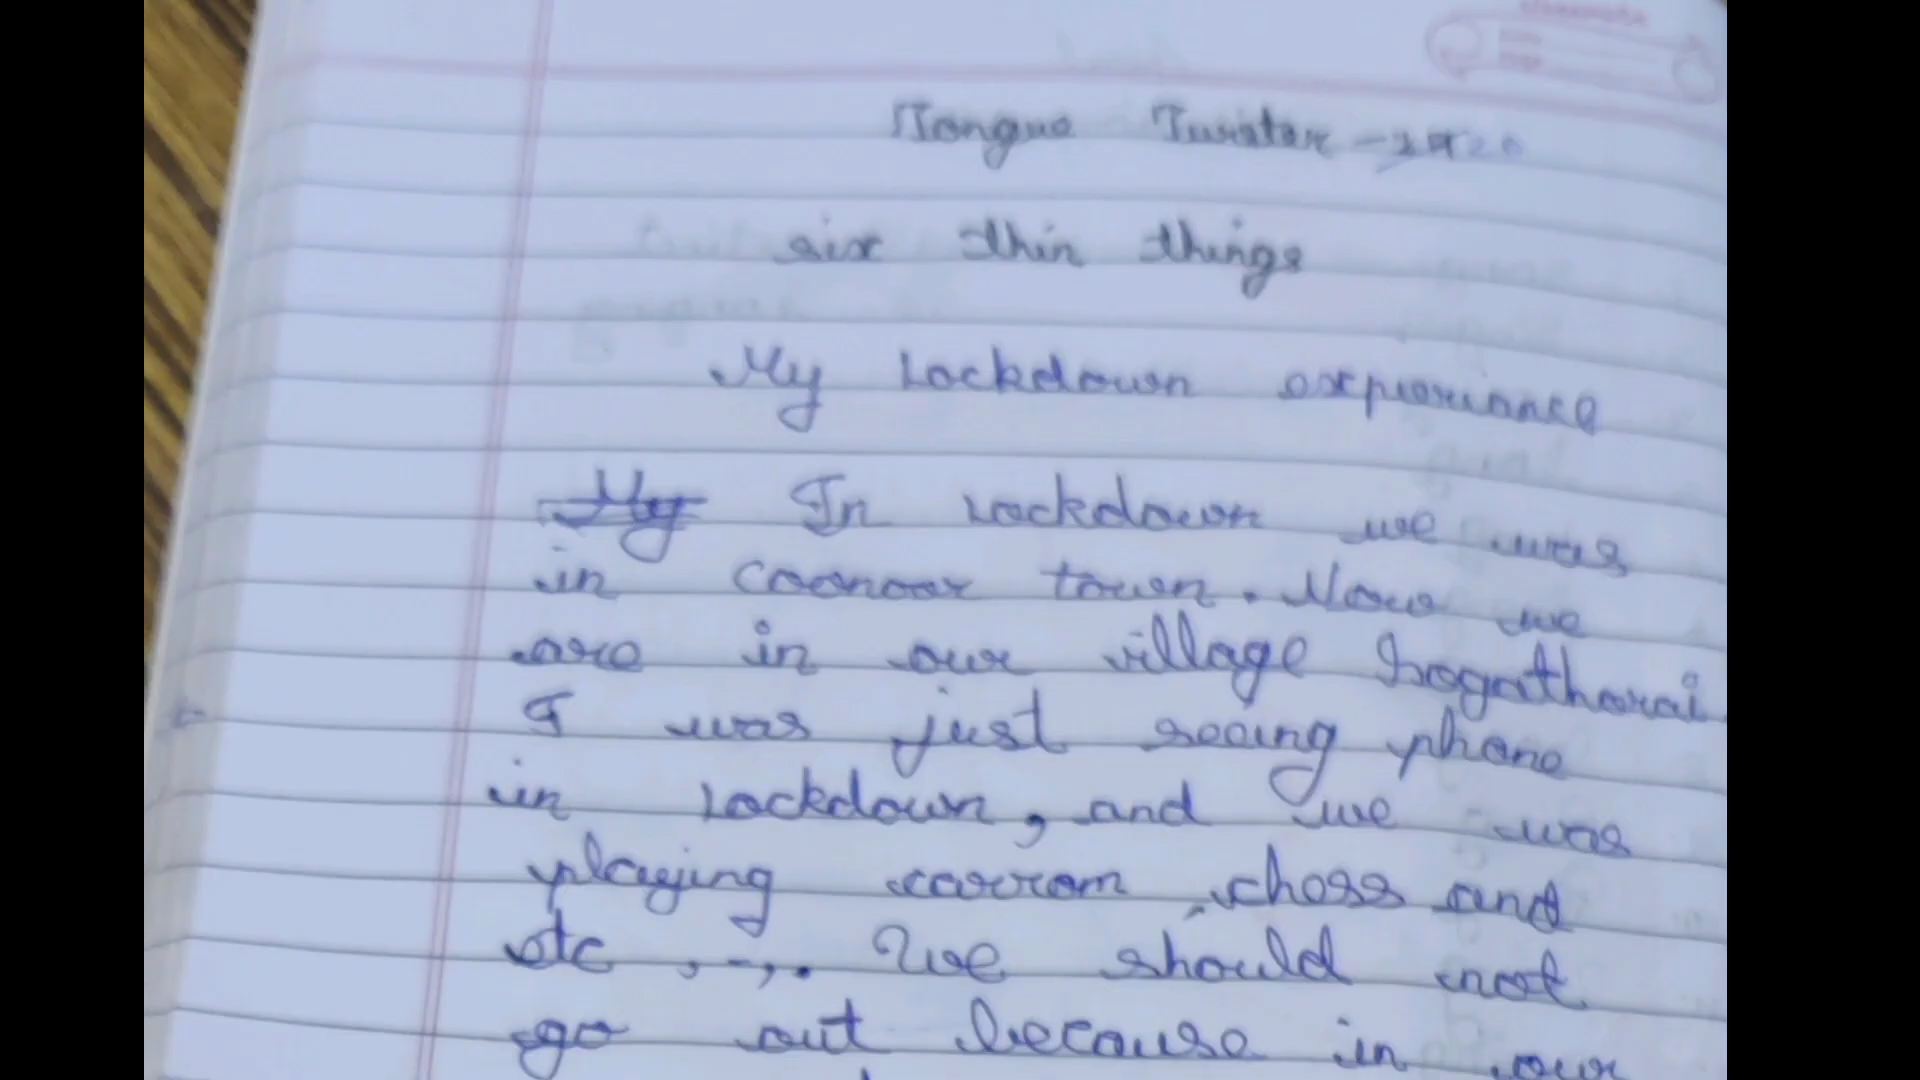 Tongue Twister - 20
six thin things
My Lockdown experiance
In Lockdown we was
in Coonoor town. Now we
are in our village
I was just seeing phone
in Lockdown, and we was
playing carrom, chess and
etc , - , . We should not
go out because in our